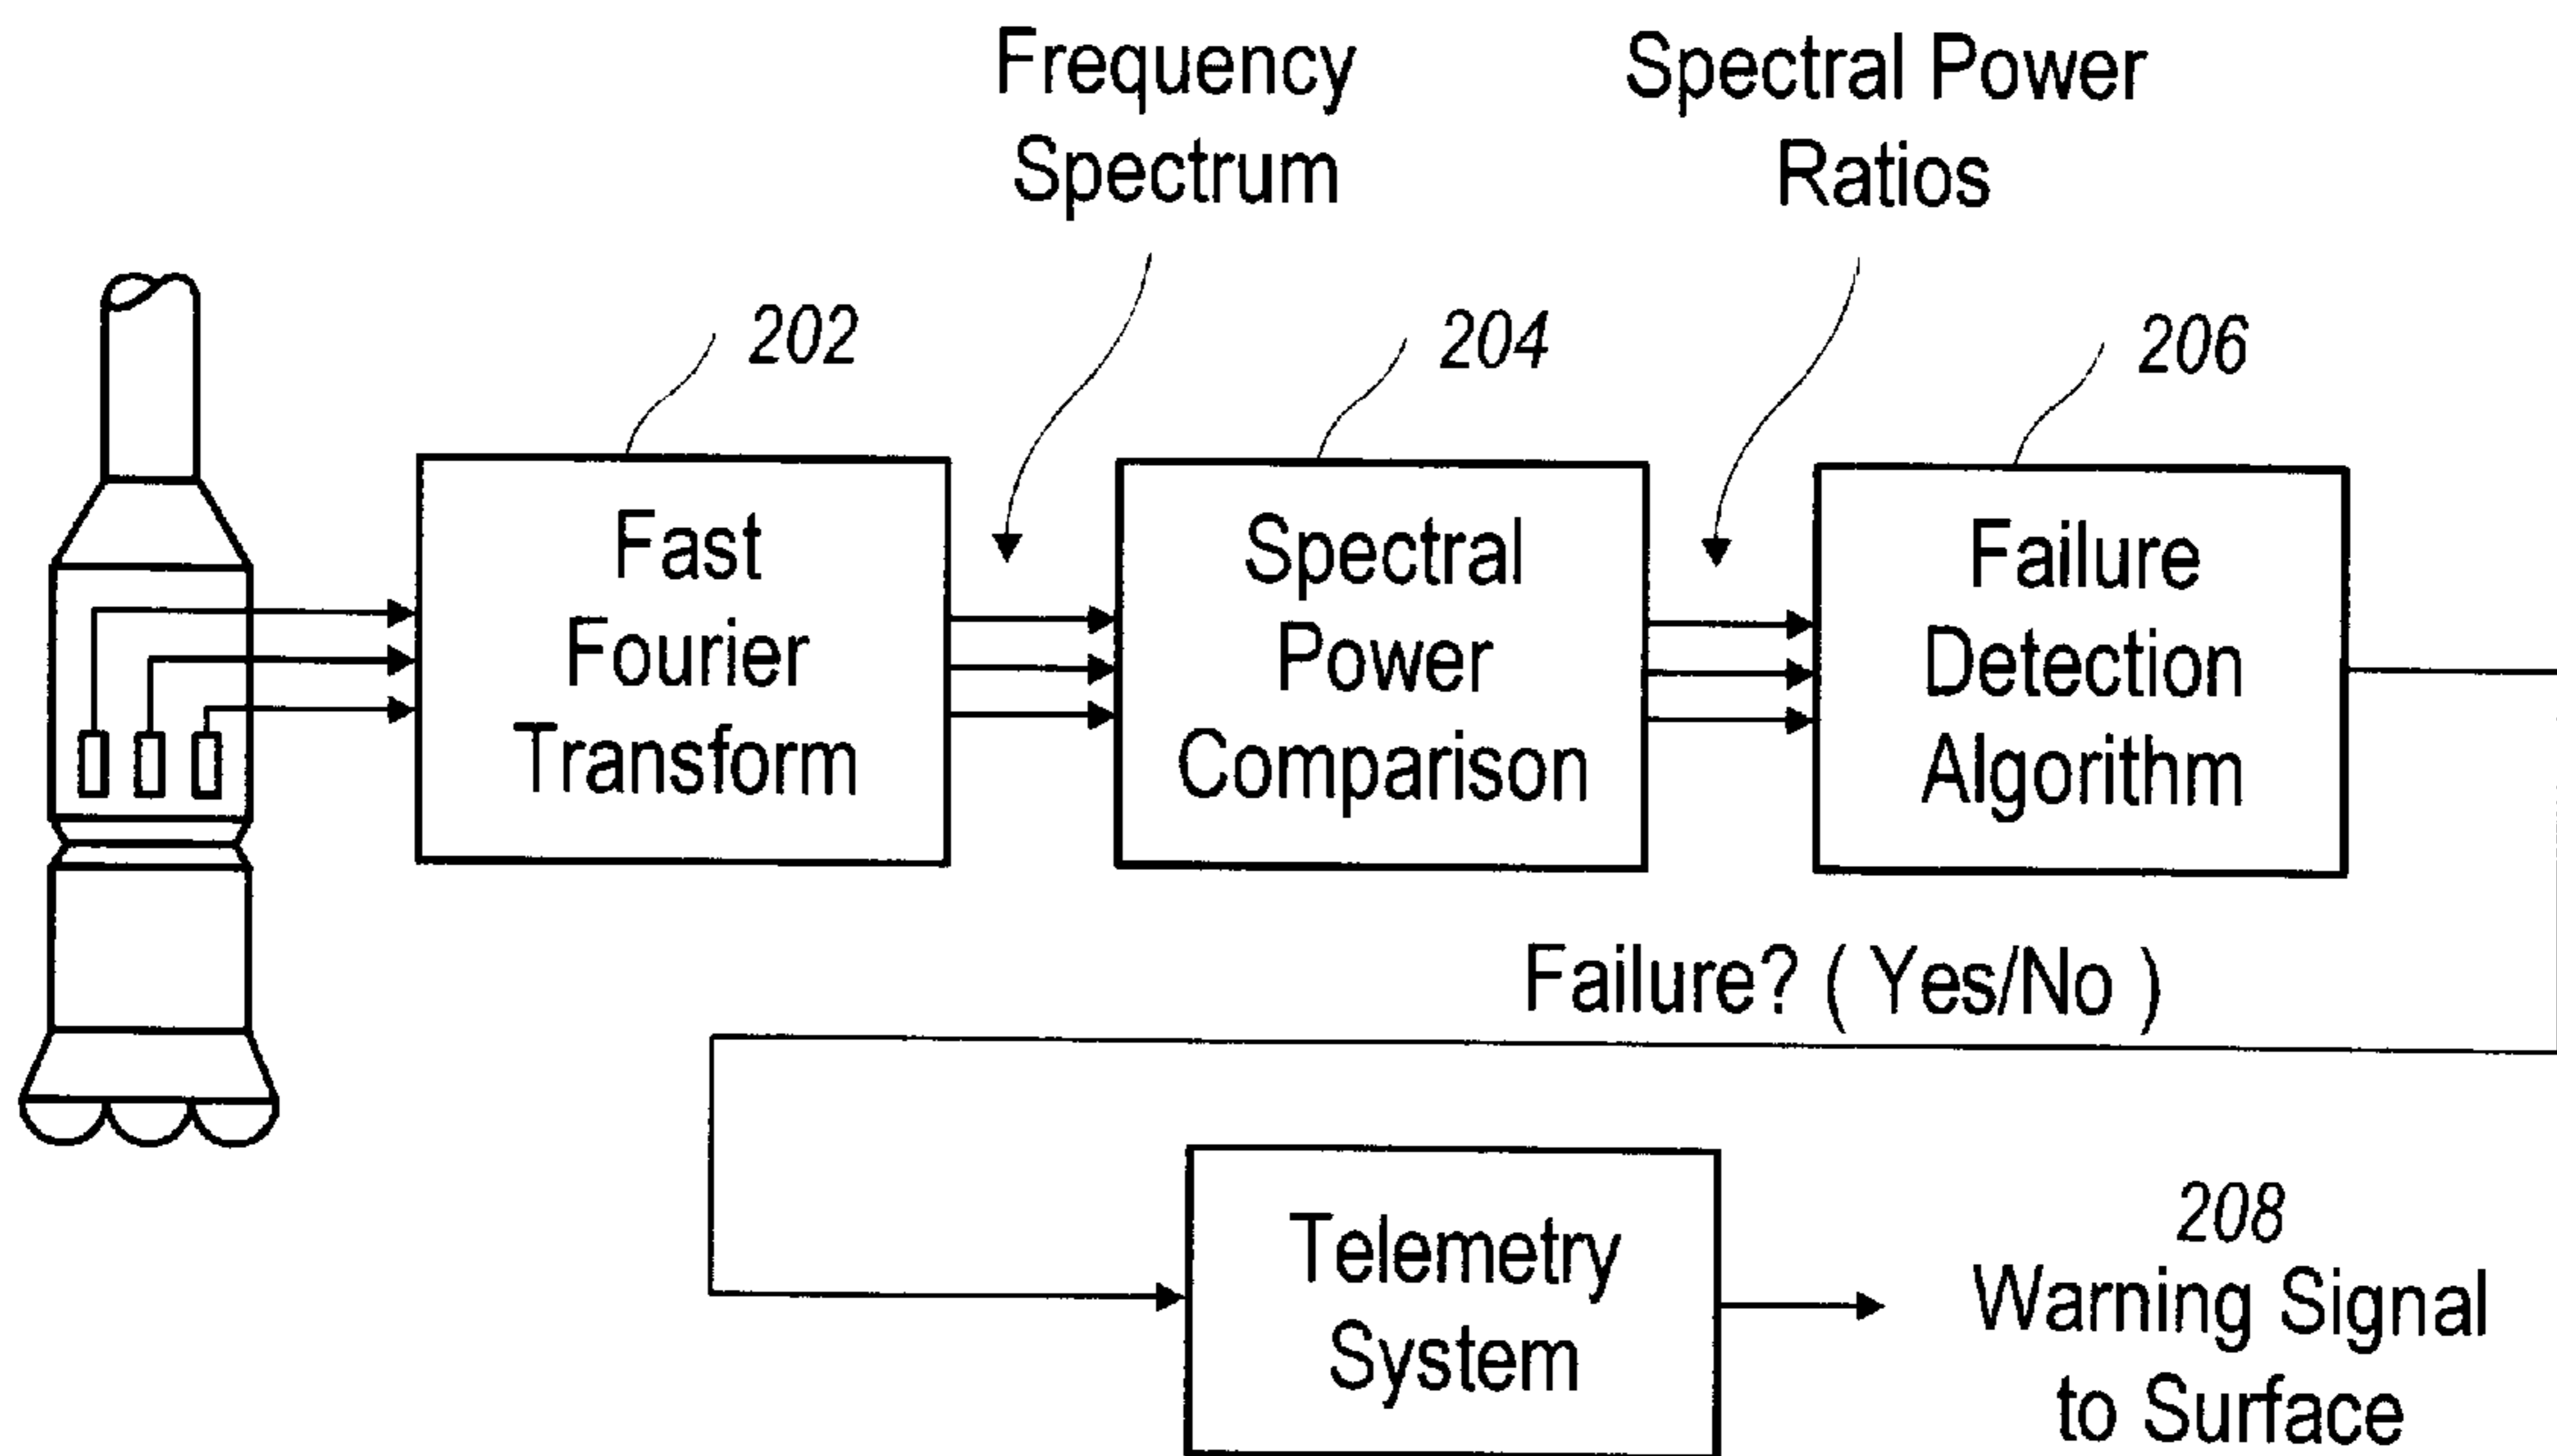 Frequency
Spectrum
Spectral Power
Ratios
202
204
206
Fast
Fourier
Transform
Spectral
Power
Comparison
Failure
Detection
Algorithm
Failure? ( Yes/No )
Telemetry
System
208
Warning Signal
to Surface